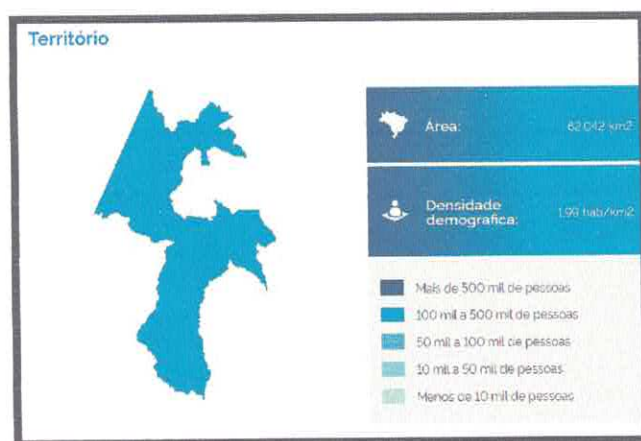 Território
Área:
62.042 km2
Densidade
demografica:
1,99 hab/km2
Mais de 500 mil de pessoas
100 mil a 500 mil de pessoas
50 mil a 100 mil de pessoas
10 mil a 50 mil de pessoas
Menos de 10 mil de pessoas